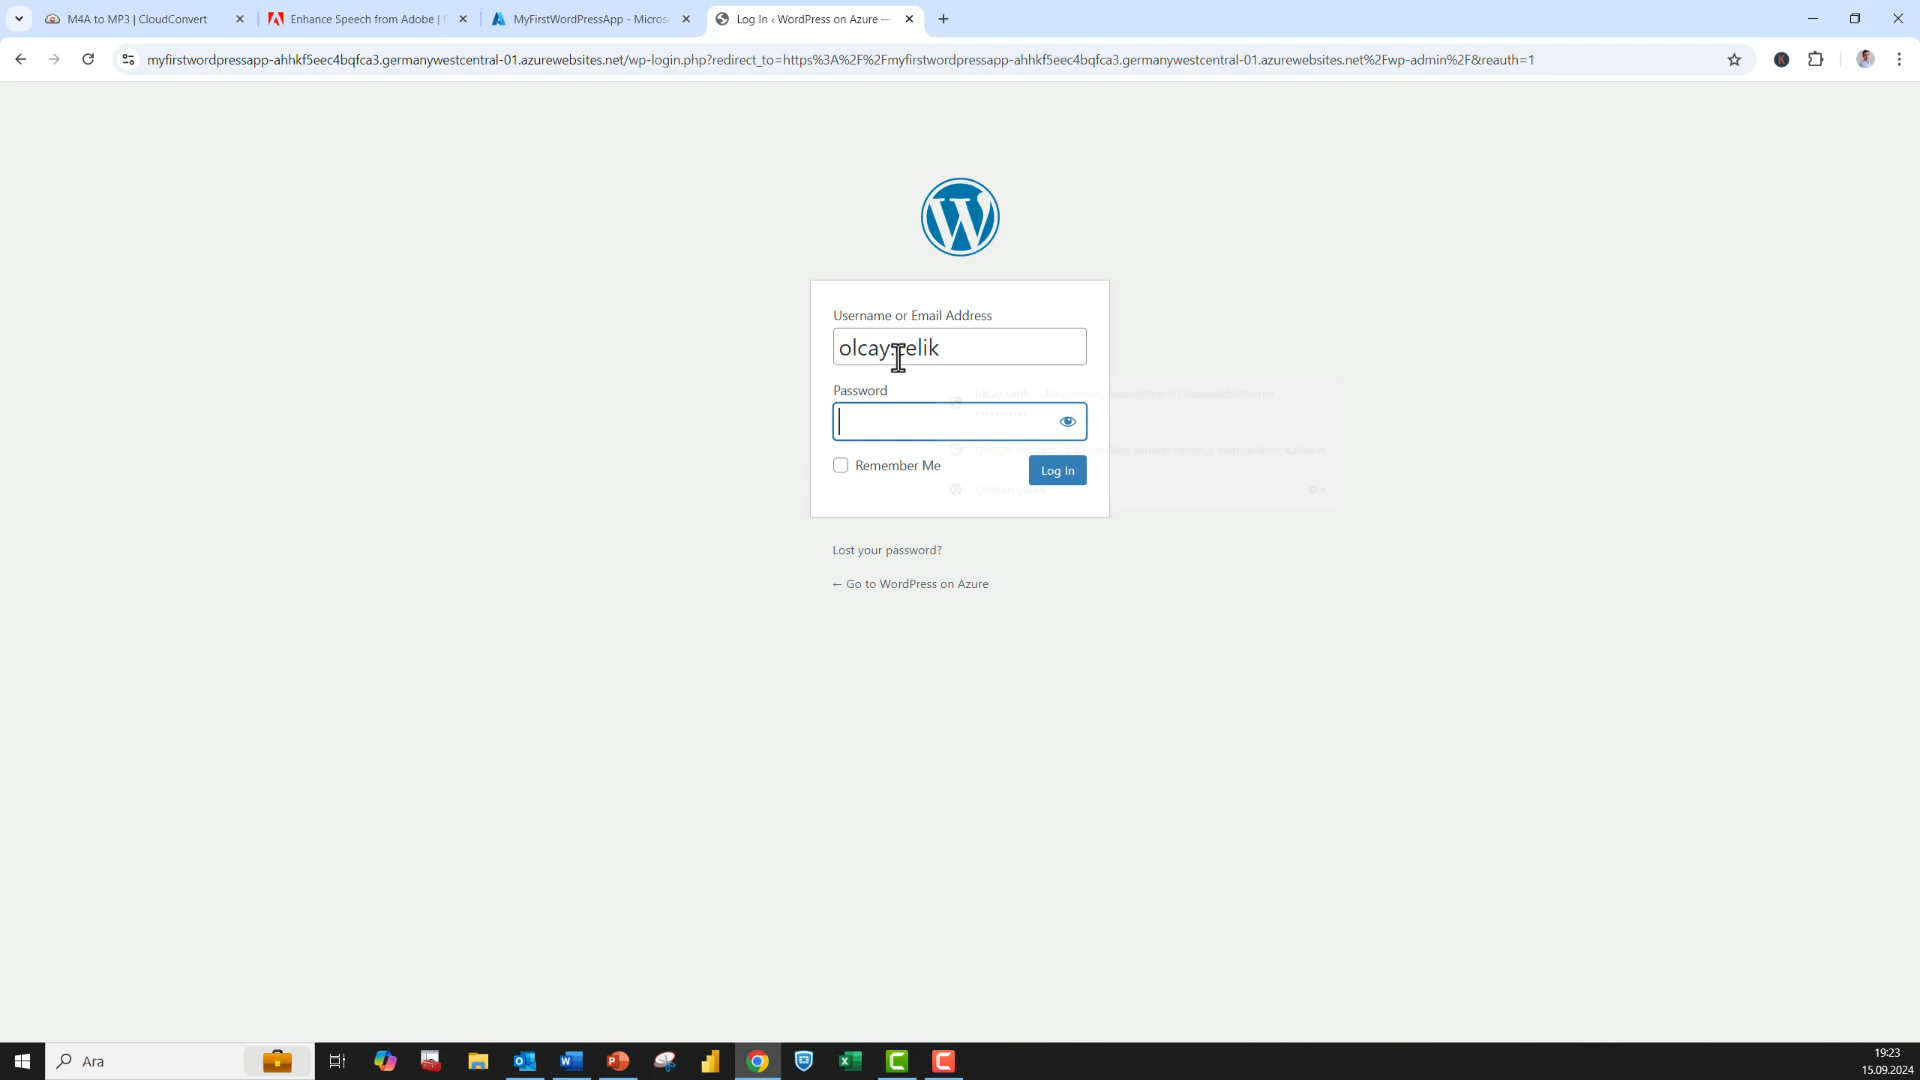 M4A to MP3 | CloudConvert
Enhance Speech from Adobe |
MyFirstWordPressApp - Micros
Log In ‹ WordPress on Azure —
myfirstwordpressapp-ahhkf5eec4bqfca3.germanywestcentral-01.azurewebsites.net/wp-login.php?redirect_to=https%3A%2F%2Fmyfirstwordpressapp-ahhkf5eec4bqfca3.germanywestcentral-01.azurewebsites.net%2Fwp-admin%2F&reauth=1
Username or Email Address
olcay.celik
Password
Remember Me
Log In
Lost your password?
← Go to WordPress on Azure
Ara
19:23
15.09.2024